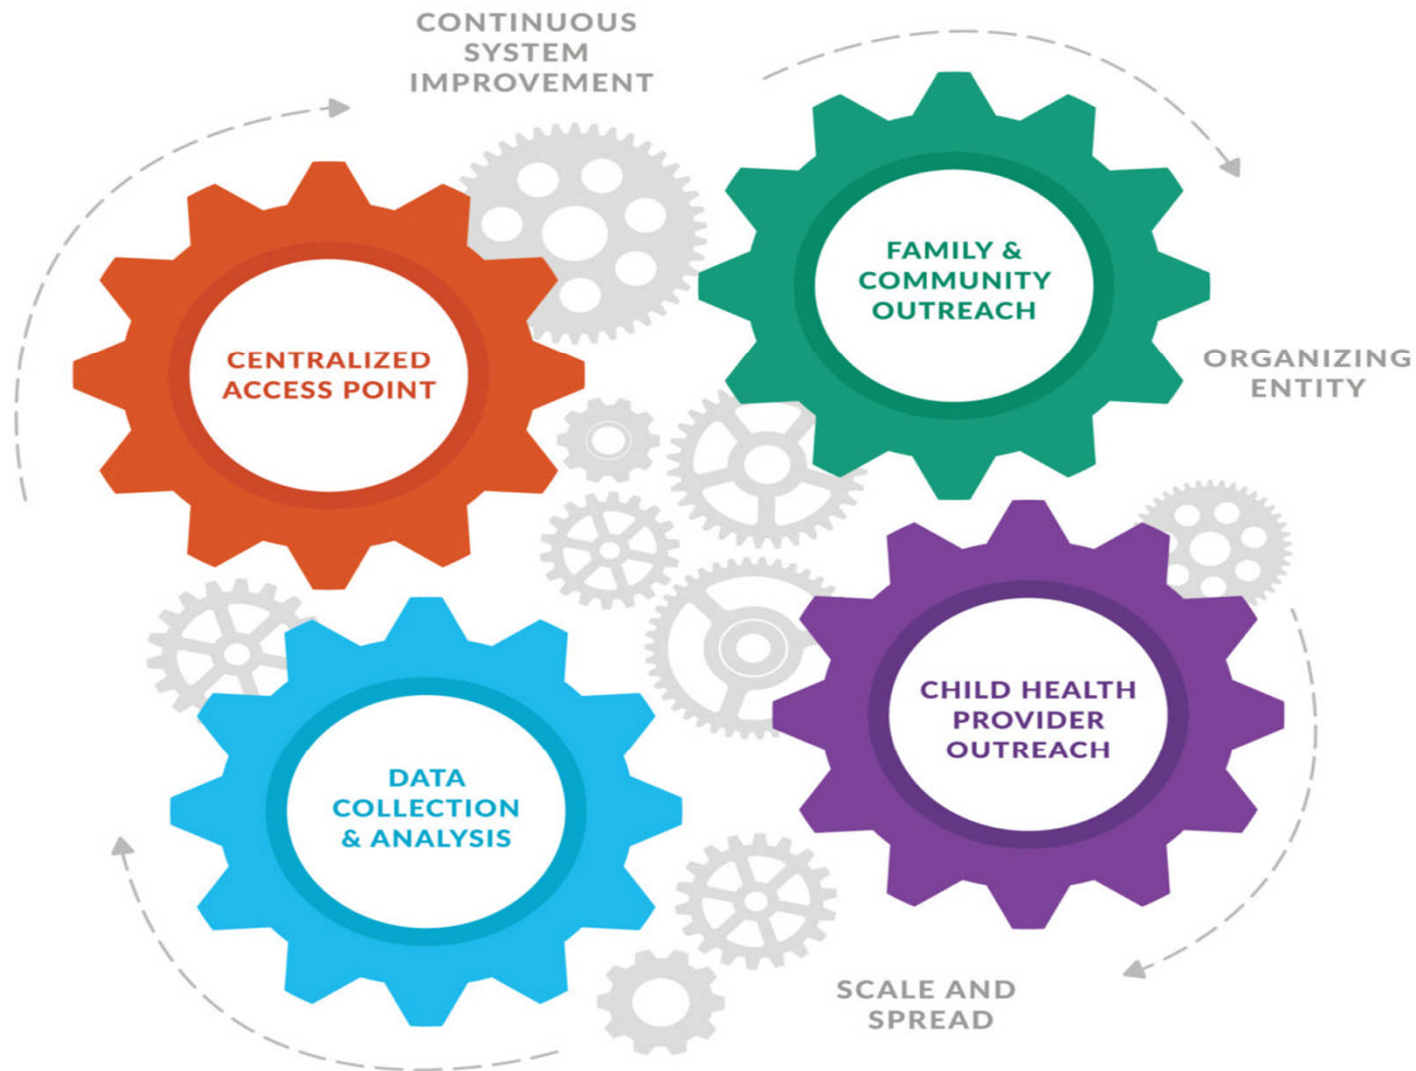 CONTINUOUS
SYSTEM
IMPROVEMENT
FAMILY &
COMMUNITY
OUTREACH
CENTRALIZED
ACCESS POINT
ORGANIZING
ENTITY
CHILD HEALTH
PROVIDER
OUTREACH
DATA
COLLECTION
& ANALYSIS
SCALE AND
SPREAD